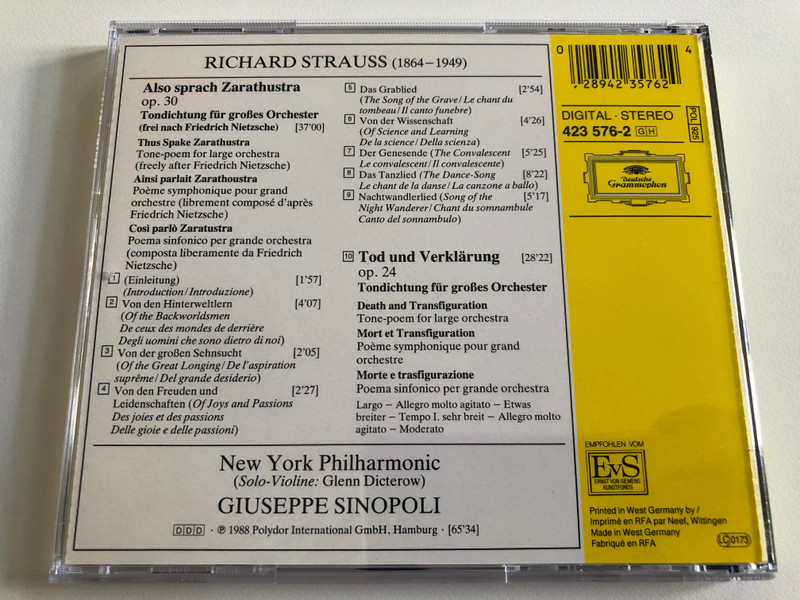 RICHARD STRAUSS (1864–1949)
Also sprach Zarathustra
op. 30
Tondichtung für großes Orchester
(frei nach Friedrich Nietzsche) [37'00]
Thus Spake Zarathustra
Tone-poem for large orchestra
(freely after Friedrich Nietzsche)
Ainsi parlait Zarathoustra
Poème symphonique pour grand
orchestre (librement composé d'après
Friedrich Nietzsche)
Così parlò Zaratustra
Poema sinfonico per grande orchestra
(composta liberamente da Friedrich
Nietzsche)
1 (Einleitung) [1'57]
(Introduction/Introduzione)
2 Von den Hinterweltlern [4'07]
(Of the Backworldsmen
De ceux des mondes de derrière
Degli uomini che sono dietro di noi)
3 Von der großen Sehnsucht [2'05]
(Of the Great Longing/De l'aspiration
suprême/Del grande desiderio)
4 Von den Freuden und [2'27]
Leidenschaften (Of Joys and Passions
Des joies et des passions
Delle gioie e delle passioni)
5 Das Grablied [2'54]
(The Song of the Grave/Le chant du
tombeau/Il canto funebre)
6 Von der Wissenschaft [4'26]
(Of Science and Learning
De la science/Della scienza)
7 Der Genesende (The Convalescent [5'25]
Le convalescent/Il convalescente)
8 Das Tanzlied (The Dance-Song [8'22]
Le chant de la danse/La canzone a ballo)
9 Nachtwandlerlied (Song of the [5'17]
Night Wanderer/Chant du somnambule
Canto del sonnambulo)
10 Tod und Verklärung [28'22]
op. 24
Tondichtung für großes Orchester
Death and Transfiguration
Tone-poem for large orchestra
Mort et Transfiguration
Poème symphonique pour grand
orchestre
Morte e trasfigurazione
Poema sinfonico per grande orchestra
Largo – Allegro molto agitato – Etwas
breiter – Tempo I. sehr breit – Allegro molto
agitato – Moderato
New York Philharmonic
(Solo-Violine: Glenn Dicterow)
GIUSEPPE SINOPOLI
DDD · ℗ 1988 Polydor International GmbH, Hamburg · [65'34]
0 28942 35762 4
DIGITAL · STEREO
423 576-2 GH
POL 925
Deutsche
Grammophon
EMPFOHLEN VOM
EvS
ERNST VON SIEMENS
KUNSTFONDS
Printed in West Germany by/
Imprimé en RFA par Neef, Wittingen
Made in West Germany
Fabriqué en RFA
LC 0173